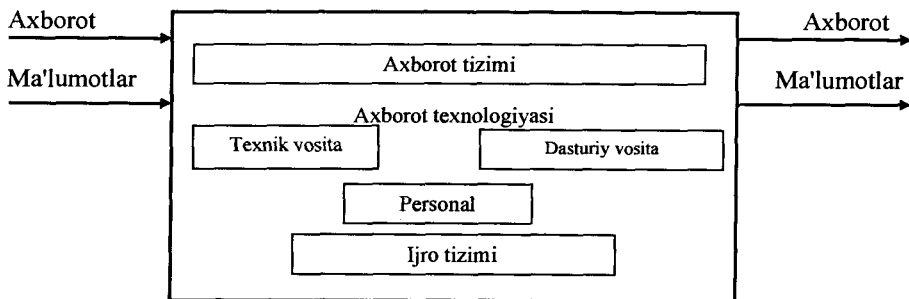 Axborot
Axborot
Axborot tizimi
Ma'lumotlar
Ma'lumotlar
Axborot texnologiyasi
Texnik vosita
Dasturiy vosita
Personal
Ijro tizimi